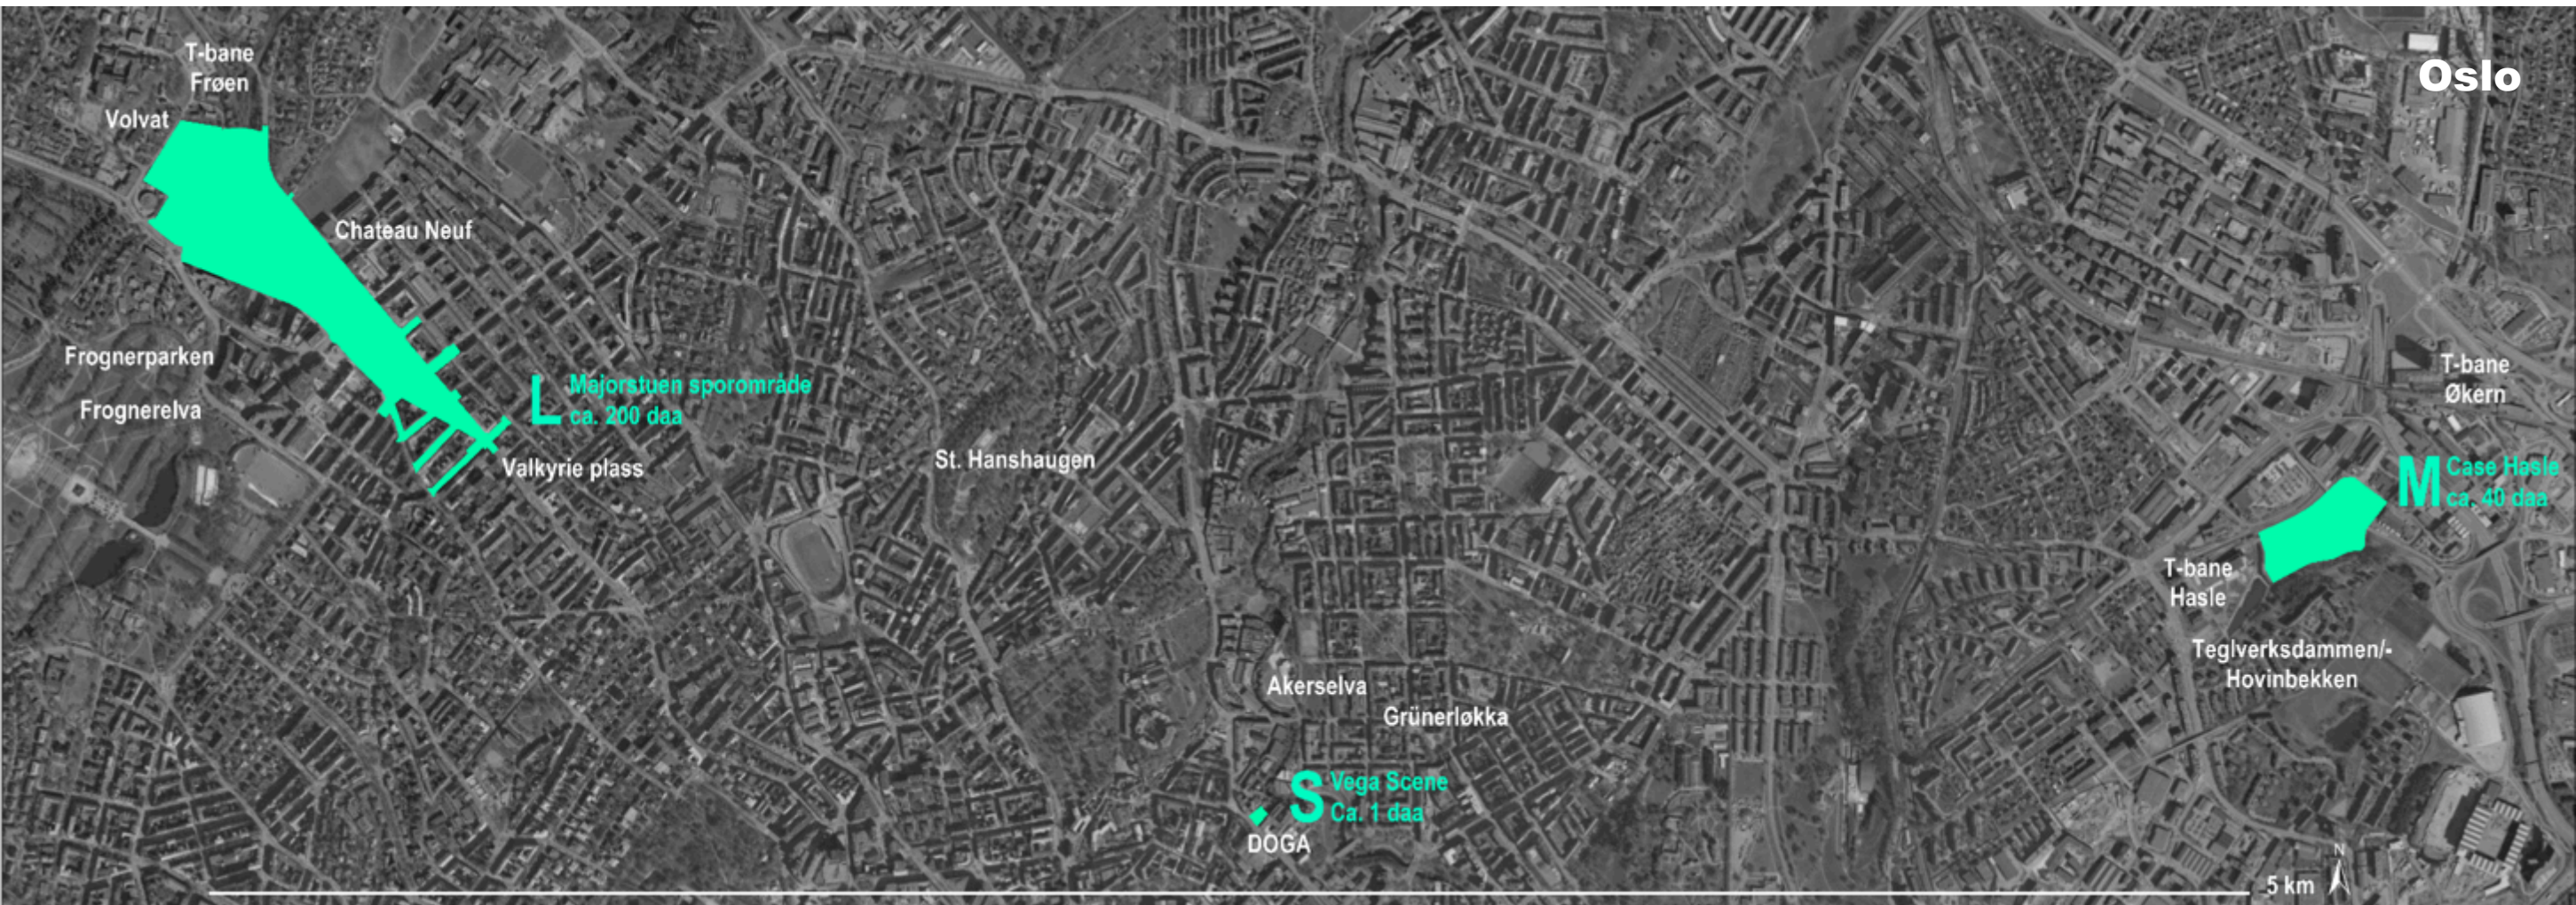 Oslo
T-bane
Frøen
Volvat
Chateau Neuf
Frognerparken
Frognerelva
L
Majorstuen sporområde
ca. 200 daa
Valkyrie plass
St. Hanshaugen
T-bane
Økern
M
Case Hasle
ca. 40 daa
T-bane
Hasle
Teglverksdammen/-
Hovinbekken
Akerselva
Grünerløkka
S
Vega Scene
Ca. 1 daa
DOGA
N
5 km